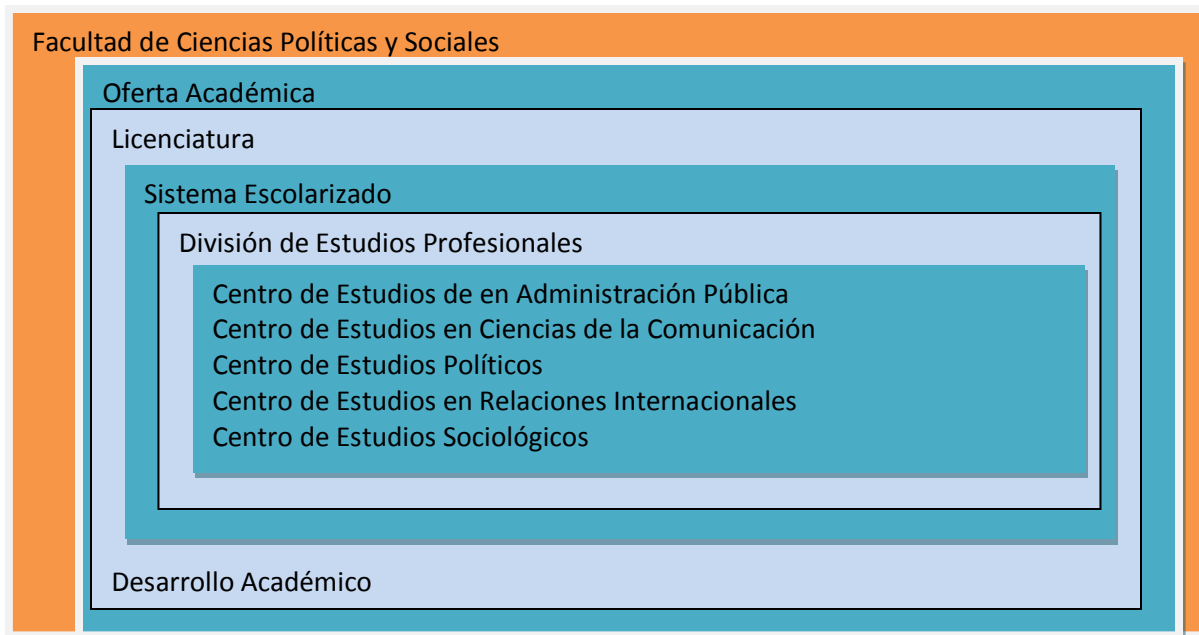 Facultad de Ciencias Políticas y Sociales
Oferta Académica
Licenciatura
Sistema Escolarizado
División de Estudios Profesionales
Centro de Estudios de en Administración Pública
Centro de Estudios en Ciencias de la Comunicación
Centro de Estudios Políticos
Centro de Estudios en Relaciones Internacionales
Centro de Estudios Sociológicos
Desarrollo Académico